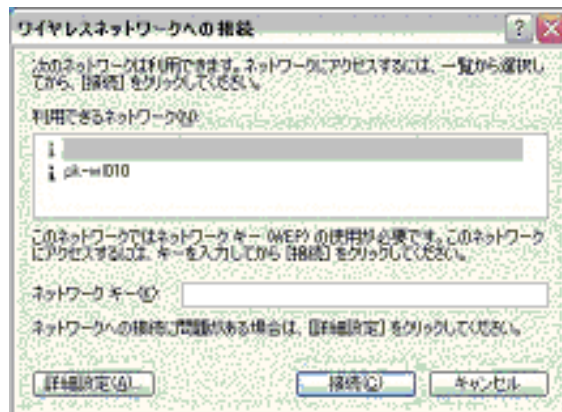 ワイヤレスネットワークへの接続
次のネットワークは利用できます。ネットワークにアクセスするには、一覧から選択し
てから、[接続] をクリックしてください。
利用できるネットワーク(N):
pk-wl010
このネットワークではネットワーク キー (WEP) の使用が必要です。このネットワーク
にアクセスするには、キーを入力してから [接続] をクリックしてください。
ネットワーク キー(K):
ネットワークへの接続に問題がある場合は、[詳細設定] をクリックしてください。
詳細設定(A)...
接続(C)
キャンセル